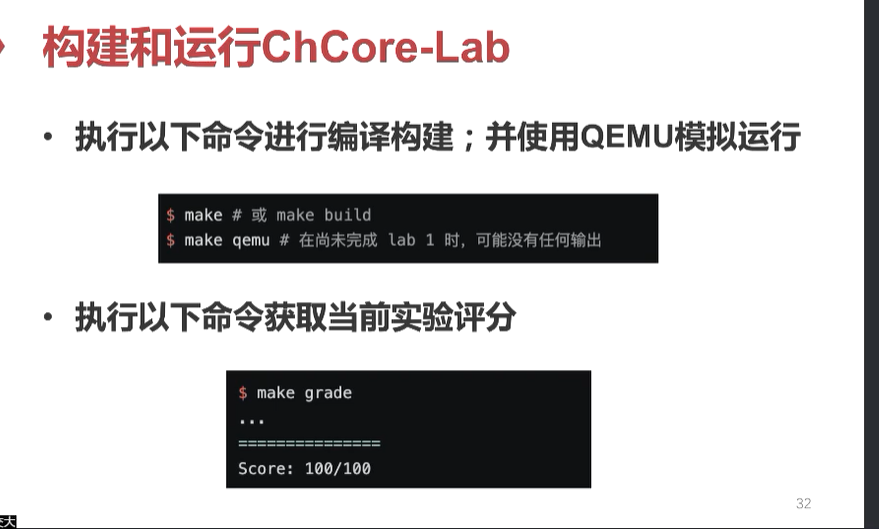 构建和运行ChCore-Lab
• 执行以下命令进行编译构建；并使用QEMU模拟运行
$ make # 或 make build
$ make qemu # 在尚未完成 lab 1 时，可能没有任何输出
• 执行以下命令获取当前实验评分
$ make grade
...
===============
Score: 100/100
32